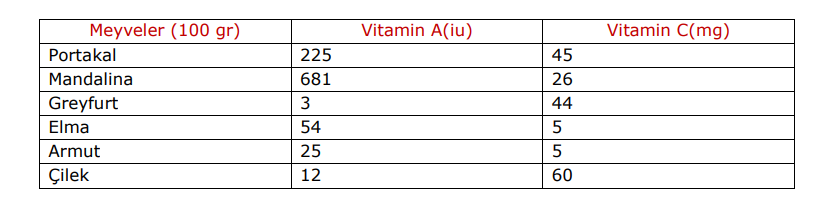 Meyveler (100 gr) Vitamin A(iu) Vitamin C(mg)
Portakal 225 45
Mandalina 681 26
Greyfurt 3 44
Elma 54 5
Armut 25 5
Çilek 12 60